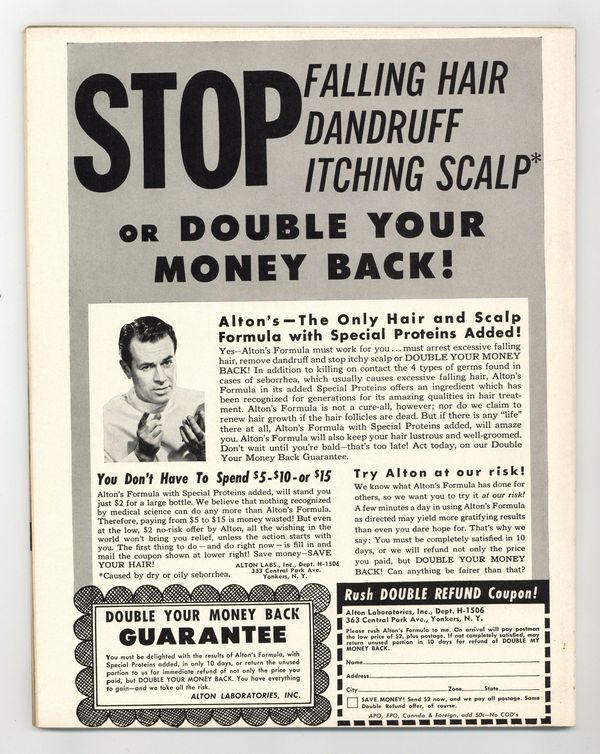 STOP
FALLING HAIR
DANDRUFF
ITCHING SCALP*
OR DOUBLE YOUR
MONEY BACK!
Alton's—The Only Hair and Scalp
Formula with Special Proteins Added!
Yes—Alton's Formula must work for you...must arrest excessive falling
hair, remove dandruff and stop itchy scalp or DOUBLE YOUR MONEY
BACK! In addition to killing on contact the 4 types of germs found in
cases of seborrhea, which usually causes excessive falling hair, Alton's
Formula in its added Special Proteins offers an ingredient which has
been recognized for generations for its amazing qualities in hair treat-
ment. Alton's Formula is not a cure-all, however; nor do we claim to
renew hair growth if the hair follicles are dead. But if there is any "life"
there at all, Alton's Formula with Special Proteins added, will amaze
you. Alton's Formula will also keep your hair lustrous and well-groomed.
Don't wait until you're bald—that's too late! Act today, on our Double
Your Money Back Guarantee.
You Don't Have To Spend $5-$10-or $15
Alton's Formula with Special Proteins added, will stand you
just $2 for a large bottle. We believe that nothing recognized
by medical science can do any more than Alton's Formula.
Therefore, paying from $5 to $15 is money wasted! But even
at the low, $2 no-risk offer by Alton, all the wishing in the
world won't bring you relief, unless the action starts with
you. The first thing to do—and do right now—is fill in and
mail the coupon shown at lower right! Save money—SAVE
YOUR HAIR!
ALTON LABS., Inc., Dept. H-1506
363 Central Park Ave.
Yonkers, N. Y.
*Caused by dry or oily seborrhea.
Try Alton at our risk!
We know what Alton's Formula has done for
others, so we want you to try it at our risk!
A few minutes a day in using Alton's Formula
as directed may yield more gratifying results
than even you dare hope for. That's why we
say: You must be completely satisfied in 10
days, or we will refund not only the price
you paid, but DOUBLE YOUR MONEY
BACK! Can anything be fairer than that?
DOUBLE YOUR MONEY BACK
GUARANTEE
You must be delighted with the results of Alton's Formula, with
Special Proteins added, in only 10 days, or return the unused
portion to us for immediate refund of not only the price you
paid, but DOUBLE YOUR MONEY BACK. You have everything
to gain—and we take all the risk.
ALTON LABORATORIES, INC.
Rush DOUBLE REFUND Coupon!
Alton Laboratories, Inc., Dept. H-1506
363 Central Park Ave., Yonkers, N. Y.
Please rush Alton's Formula to me. On arrival will pay postman
the low price of $2, plus postage. If not completely satisfied, may
return unused portion in 10 days for refund of DOUBLE MY
MONEY BACK.
Name
Address
City Zone State
SAVE MONEY! Send $2 now, and we pay all postage. Same
Double Refund offer, of course.
APO, FPO, Canada & Foreign, add 50c—No COD's